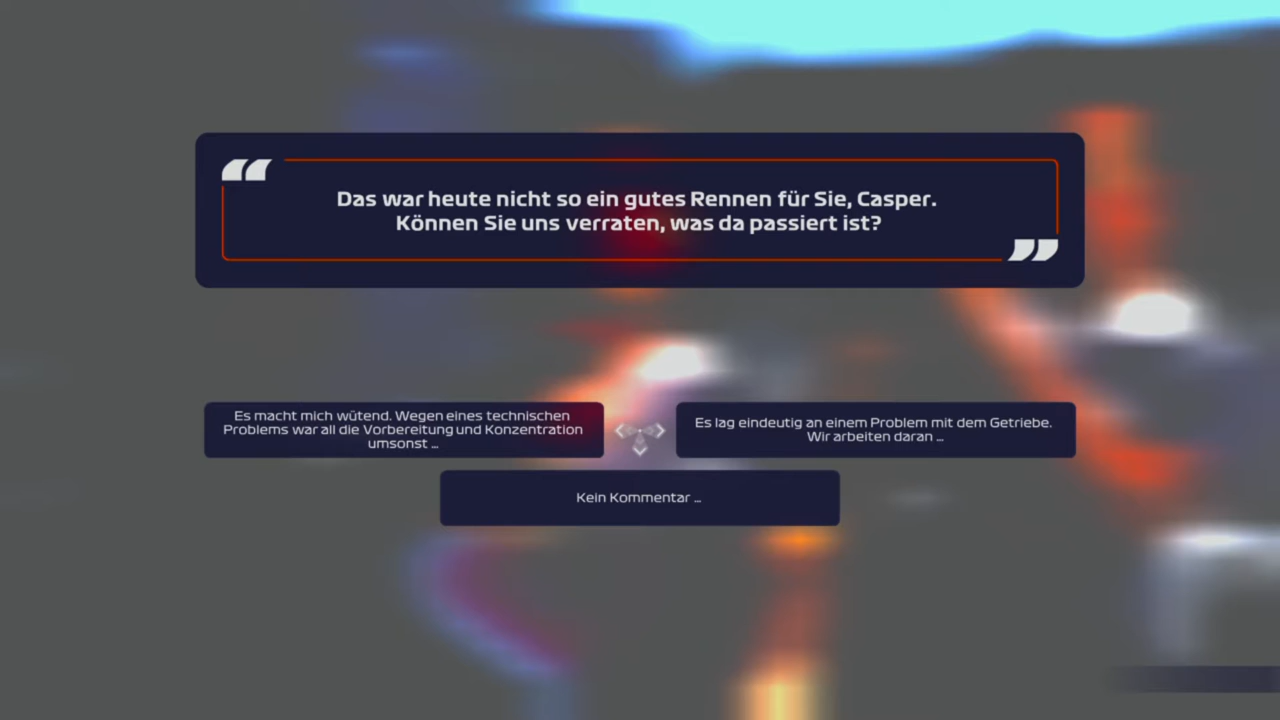 Das war heute nicht so ein gutes Rennen für Sie, Casper.
Können Sie uns verraten, was da passiert ist?
Es macht mich wütend. Wegen eines technischen
Problems war all die Vorbereitung und Konzentration
umsonst ...
Es lag eindeutig an einem Problem mit dem Getriebe.
Wir arbeiten daran ...
Kein Kommentar ...